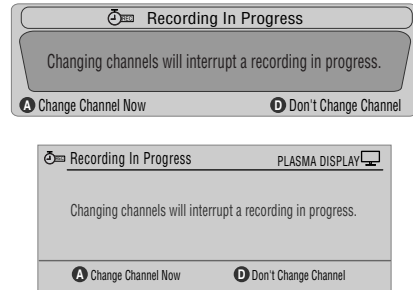 Recording In Progress
Changing channels will interrupt a recording in progress.
A Change Channel Now D Don't Change Channel
Recording In Progress PLASMA DISPLAY
Changing channels will interrupt a recording in progress.
A Change Channel Now D Don't Change Channel